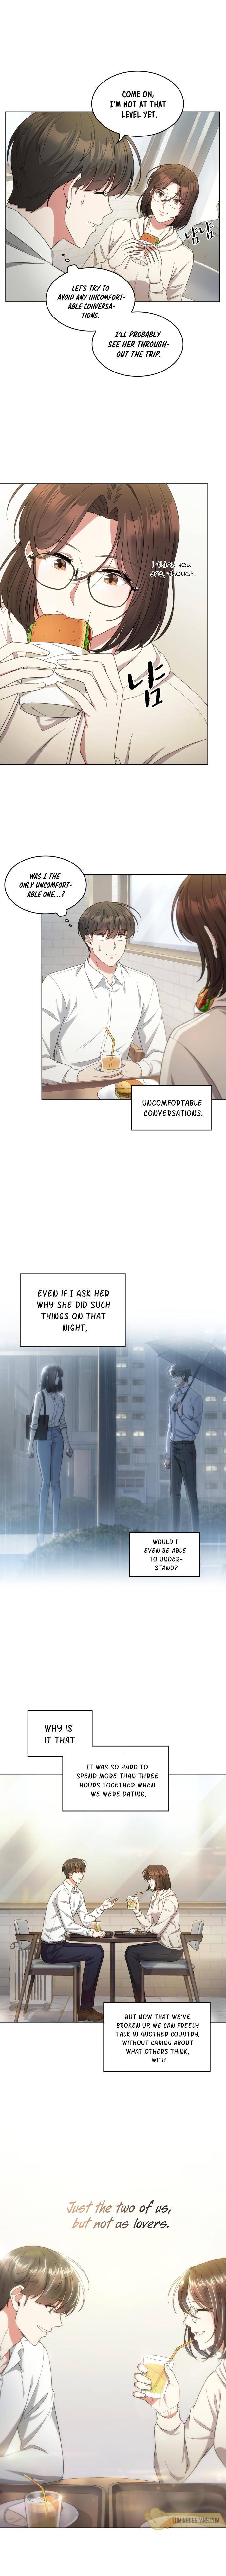 COME ON,
I'M NOT AT THAT
LEVEL YET.
냠냠
LET'S TRY TO
AVOID ANY UNCOMFORT-
ABLE CONVERSA-
TIONS.
I'LL PROBABLY
SEE HER THROUGH-
OUT THE TRIP.
I think you
are, though
냠
WAS I THE
ONLY UNCOMFORT-
ABLE ONE...?
UNCOMFORTABLE
CONVERSATIONS.
EVEN IF I ASK HER
WHY SHE DID SUCH
THINGS ON THAT
NIGHT,
WOULD I
EVEN BE ABLE
TO UNDER-
STAND?
WHY IS
IT THAT
IT WAS SO HARD TO
SPEND MORE THAN THREE
HOURS TOGETHER WHEN
WE WERE DATING,
BUT NOW THAT WE'VE
BROKEN UP, WE CAN FREELY
TALK IN ANOTHER COUNTRY,
WITHOUT CARING ABOUT
WHAT OTHERS THINK,
WITH
Just the two of us,
but not as lovers.